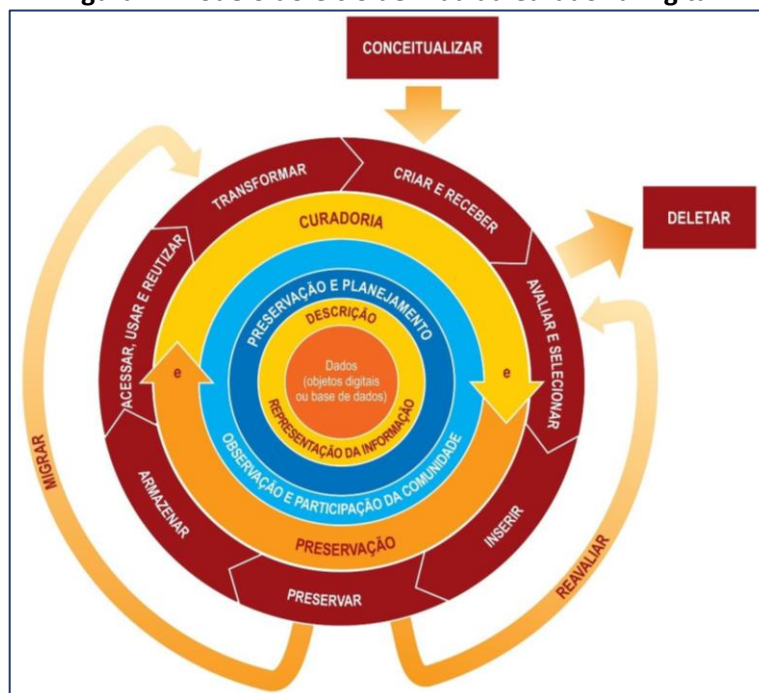 CONCEITUALIZAR
TRANSFORMAR
CRIAR E RECEBER
DELETAR
CURADORIA
ACESSAR, USAR E REUTIZAR
AVALIAR E SELECIONAR
PRESERVAÇÃO E PLANEJAMENTO
DESCRIÇÃO
Dados
(objetos digitais
ou base de dados)
e
e
REPRESENTAÇÃO DA INFORMAÇÃO
OBSERVAÇÃO E PARTICIPAÇÃO DA COMUNIDADE
MIGRAR
ARMAZENAR
INSERIR
PRESERVAÇÃO
REAVALIAR
PRESERVAR